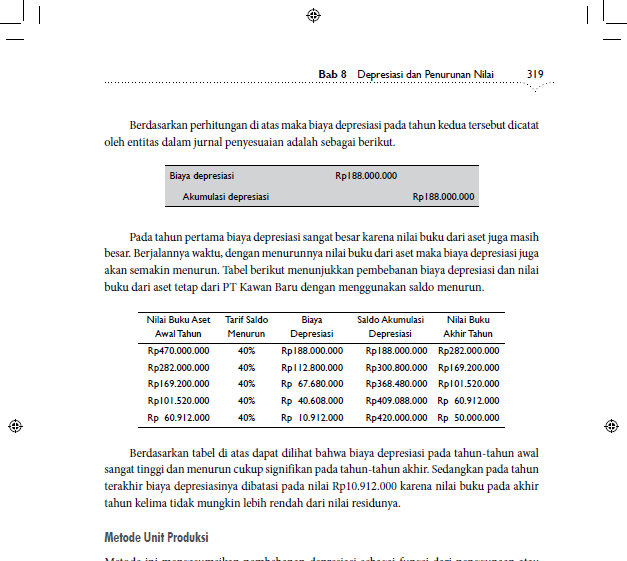 Bab 8 Depresiasi dan Penurunan Nilai 319
Berdasarkan perhitungan di atas maka biaya depresiasi pada tahun kedua tersebut dicatat
oleh entitas dalam jurnal penyesuaian adalah sebagai berikut.
Biaya depresiasi Rp188.000.000
Akumulasi depresiasi Rp188.000.000
Pada tahun pertama biaya depresiasi sangat besar karena nilai buku dari aset juga masih
besar. Berjalannya waktu, dengan menurunnya nilai buku dari aset maka biaya depresiasi juga
akan semakin menurun. Tabel berikut menunjukkan pembebanan biaya depresiasi dan nilai
buku dari aset tetap dari PT Kawan Baru dengan menggunakan saldo menurun.
Nilai Buku Aset Tarif Saldo Biaya Saldo Akumulasi Nilai Buku
Awal Tahun Menurun Depresiasi Depresiasi Akhir Tahun
Rp470.000.000 40% Rp188.000.000 Rp188.000.000 Rp282.000.000
Rp282.000.000 40% Rp112.800.000 Rp300.800.000 Rp169.200.000
Rp169.200.000 40% Rp 67.680.000 Rp368.480.000 Rp101.520.000
Rp101.520.000 40% Rp 40.608.000 Rp409.088.000 Rp 60.912.000
Rp 60.912.000 40% Rp 10.912.000 Rp420.000.000 Rp 50.000.000
Berdasarkan tabel di atas dapat dilihat bahwa biaya depresiasi pada tahun-tahun awal
sangat tinggi dan menurun cukup signifikan pada tahun-tahun akhir. Sedangkan pada tahun
terakhir biaya depresiasinya dibatasi pada nilai Rp10.912.000 karena nilai buku pada akhir
tahun kelima tidak mungkin lebih rendah dari nilai residunya.
Metode Unit Produksi